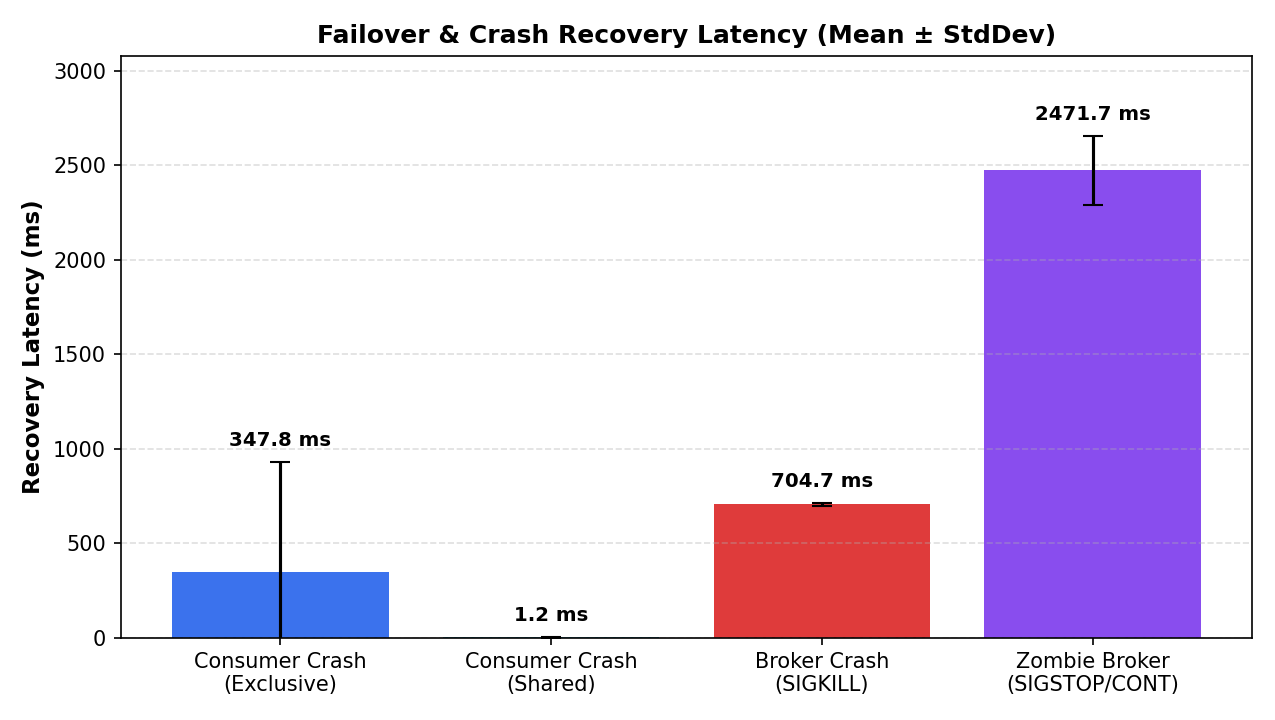 Failover & Crash Recovery Latency (Mean ± StdDev)
Recovery Latency (ms)
3000
2500
2000
1500
1000
500
0
347.8 ms
1.2 ms
704.7 ms
2471.7 ms
Consumer Crash
(Exclusive)
Consumer Crash
(Shared)
Broker Crash
(SIGKILL)
Zombie Broker
(SIGSTOP/CONT)